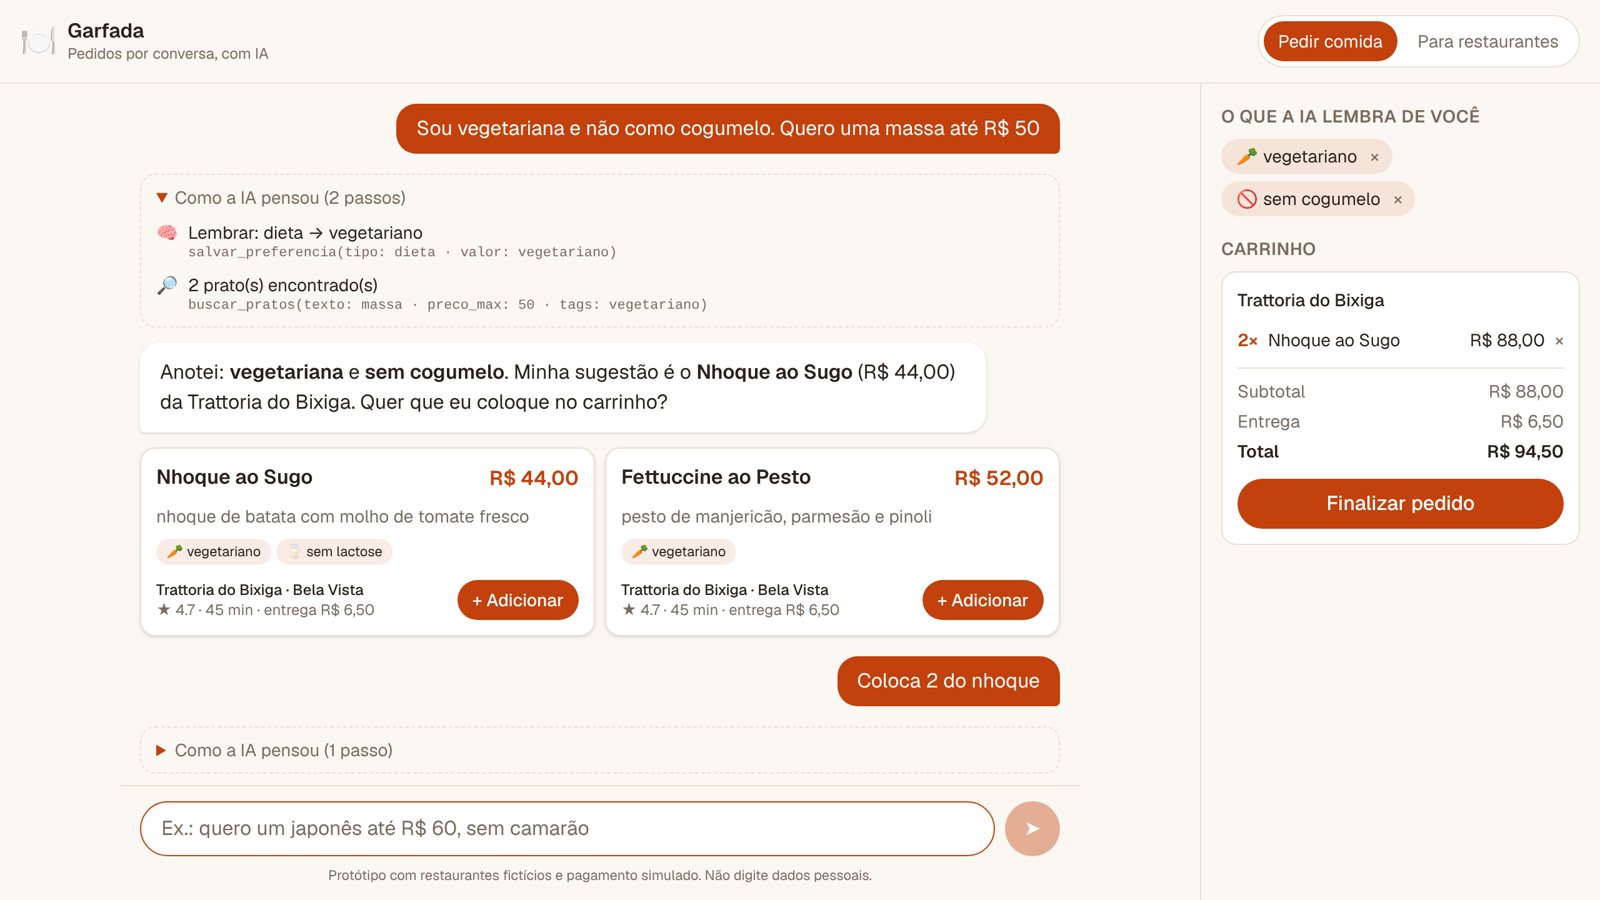 Garfada
Pedidos por conversa, com IA
Pedir comida
Para restaurantes
Sou vegetariana e não como cogumelo. Quero uma massa até R$ 50
▼ Como a IA pensou (2 passos)
Lembrar: dieta → vegetariano
salvar_preferencia(tipo: dieta · valor: vegetariano)
2 prato(s) encontrado(s)
buscar_pratos(texto: massa · preco_max: 50 · tags: vegetariano)
Anotei: vegetariana e sem cogumelo. Minha sugestão é o Nhoque ao Sugo (R$ 44,00)
da Trattoria do Bixiga. Quer que eu coloque no carrinho?
Nhoque ao Sugo R$ 44,00
nhoque de batata com molho de tomate fresco
vegetariano
sem lactose
Trattoria do Bixiga · Bela Vista
★ 4.7 · 45 min · entrega R$ 6,50
+ Adicionar
Fettuccine ao Pesto R$ 52,00
pesto de manjericão, parmesão e pinoli
vegetariano
Trattoria do Bixiga · Bela Vista
★ 4.7 · 45 min · entrega R$ 6,50
+ Adicionar
Coloca 2 do nhoque
▶ Como a IA pensou (1 passo)
Ex.: quero um japonês até R$ 60, sem camarão
➤
Protótipo com restaurantes fictícios e pagamento simulado. Não digite dados pessoais.
O QUE A IA LEMBRA DE VOCÊ
vegetariano ×
sem cogumelo ×
CARRINHO
Trattoria do Bixiga
2× Nhoque ao Sugo R$ 88,00 ×
Subtotal R$ 88,00
Entrega R$ 6,50
Total R$ 94,50
Finalizar pedido